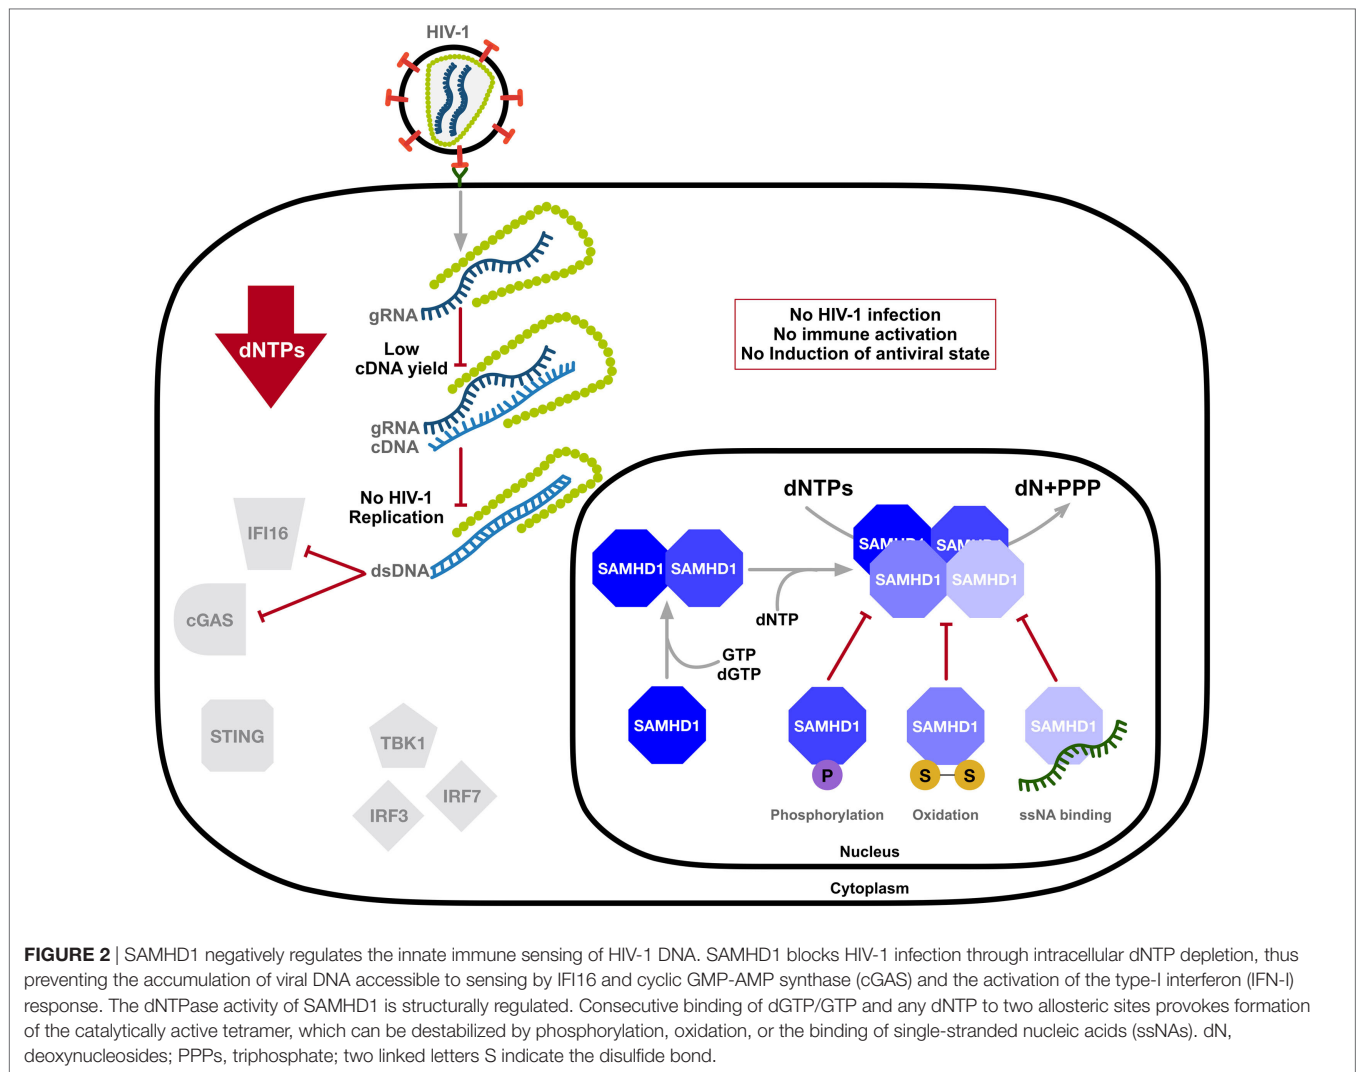 HIV-1
gRNA
Low
cDNA yield
gRNA
cDNA
No HIV-1
Replication
dsDNA
dNTPs
No HIV-1 infection
No immune activation
No Induction of antiviral state
IFI16
cGAS
STING
TBK1
IRF3
IRF7
dNTPs
dN+PPP
SAMHD1
SAMHD1
SAMHD1
SAMHD1
SAMHD1
SAMHD1
dNTP
GTP
dGTP
SAMHD1
SAMHD1
SAMHD1
SAMHD1
P
S
S
Phosphorylation
Oxidation
ssNA binding
Nucleus
Cytoplasm
FIGURE 2 | SAMHD1 negatively regulates the innate immune sensing of HIV-1 DNA. SAMHD1 blocks HIV-1 infection through intracellular dNTP depletion, thus
preventing the accumulation of viral DNA accessible to sensing by IFI16 and cyclic GMP-AMP synthase (cGAS) and the activation of the type-I interferon (IFN-I)
response. The dNTPase activity of SAMHD1 is structurally regulated. Consecutive binding of dGTP/GTP and any dNTP to two allosteric sites provokes formation
of the catalytically active tetramer, which can be destabilized by phosphorylation, oxidation, or the binding of single-stranded nucleic acids (ssNAs). dN,
deoxynucleosides; PPPs, triphosphate; two linked letters S indicate the disulfide bond.